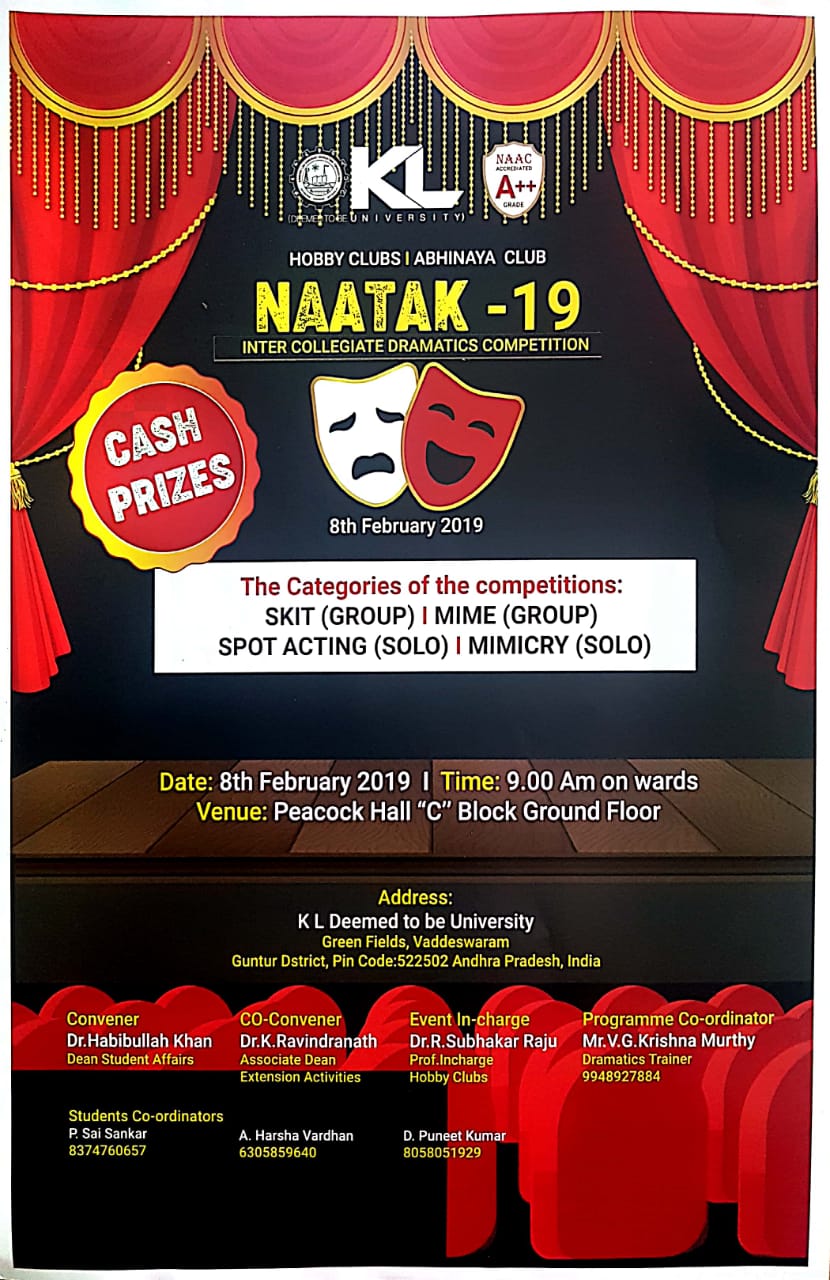 KL
(DEEMED TO BE UNIVERSITY)
NAAC
ACCREDITED
A++
GRADE
HOBBY CLUBS I ABHINAYA CLUB
NAATAK -19
INTER COLLEGIATE DRAMATICS COMPETITION
CASH
PRIZES
8th February 2019
The Categories of the competitions:
SKIT (GROUP) I MIME (GROUP)
SPOT ACTING (SOLO) I MIMICRY (SOLO)
Date: 8th February 2019 I Time: 9.00 Am on wards
Venue: Peacock Hall “C” Block Ground Floor
Address:
K L Deemed to be University
Green Fields, Vaddeswaram
Guntur Dstrict, Pin Code:522502 Andhra Pradesh, India
Convener
Dr.Habibullah Khan
Dean Student Affairs
CO-Convener
Dr.K.Ravindranath
Associate Dean
Extension Activities
Event In-charge
Dr.R.Subhakar Raju
Prof.Incharge
Hobby Clubs
Programme Co-ordinator
Mr.V.G.Krishna Murthy
Dramatics Trainer
9948927884
Students Co-ordinators
P. Sai Sankar
8374760657
A. Harsha Vardhan
6305859640
D. Puneet Kumar
8058051929